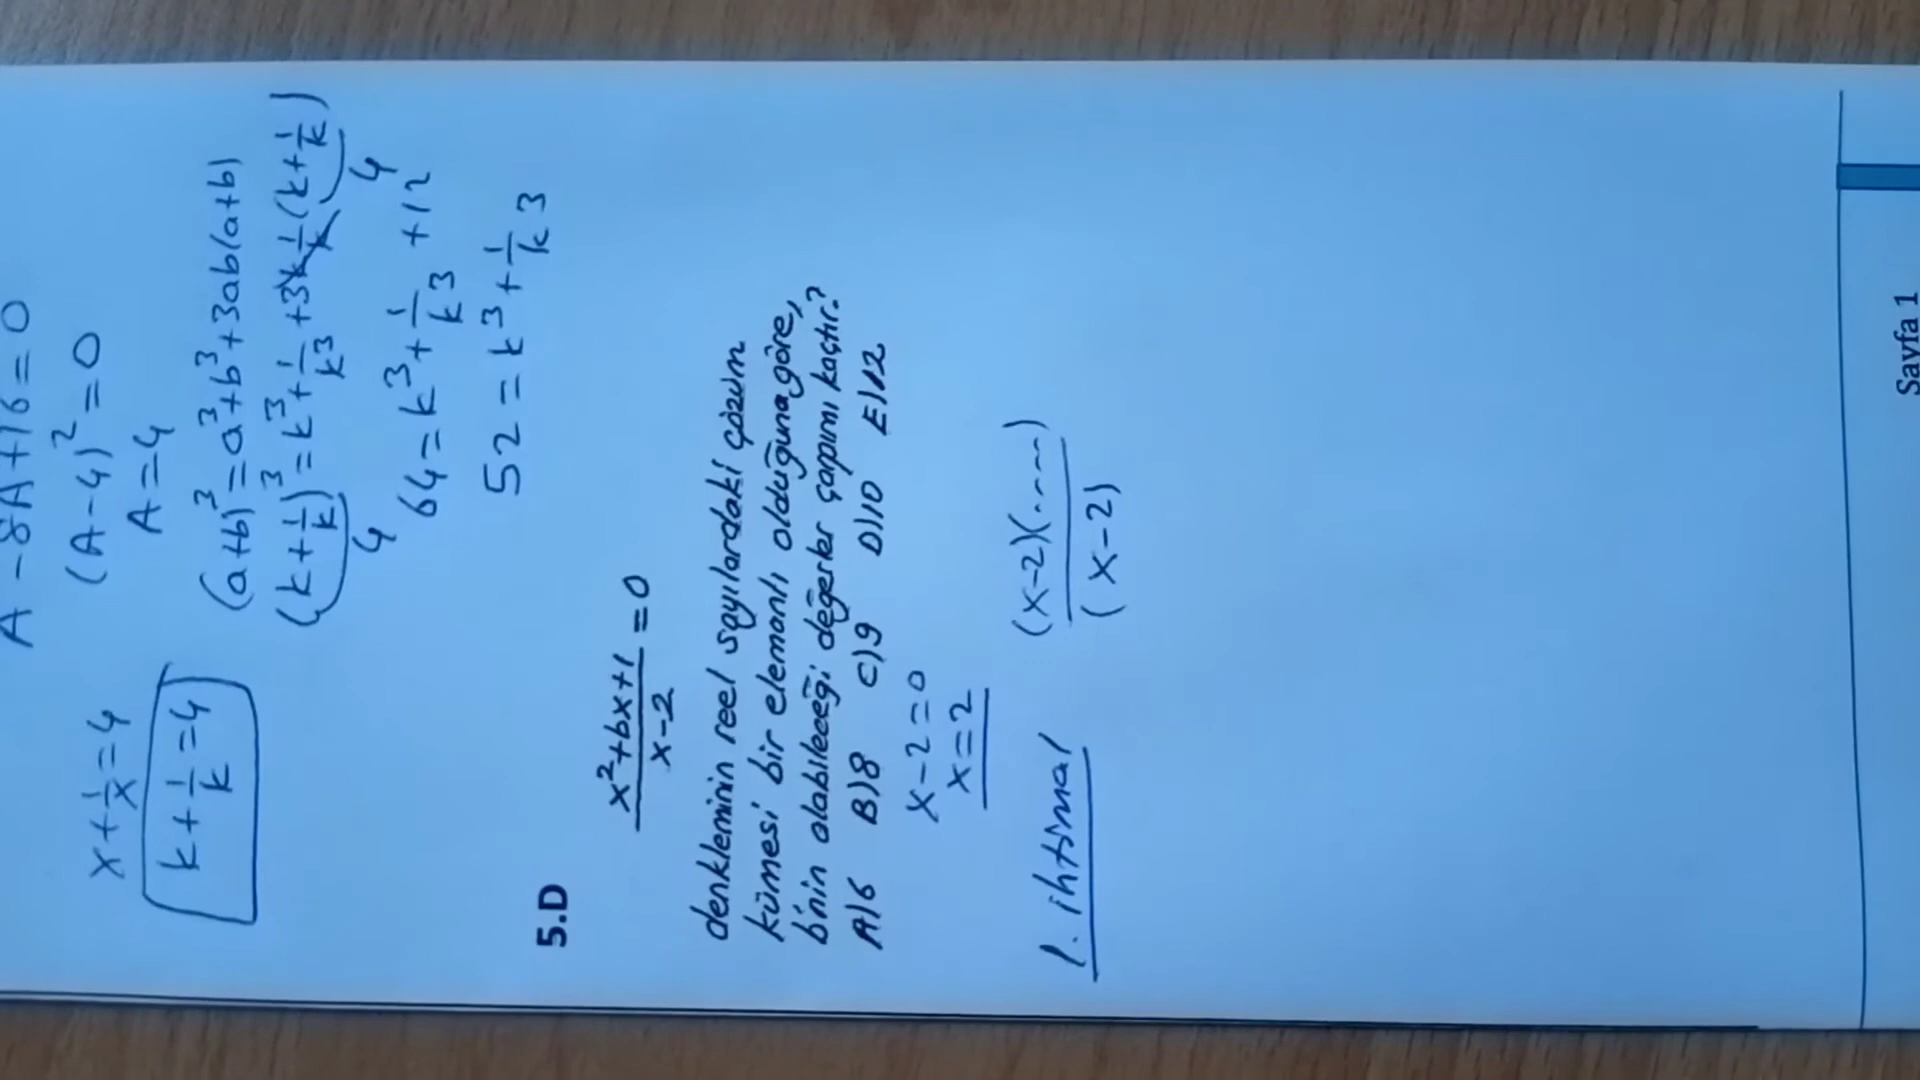 A - 8A + 16 = 0
x + 1/x = 4
(A-4)² = 0
k + 1/k = 4
A = 4
(a+b)³ = a³ + b³ + 3ab(a+b)
(k + 1/k)³ = k³ + 1/k³ + 3k 1/k (k + 1/k)
4 4
64 = k³ + 1/k³ + 12
52 = k³ + 1/k³
5.D
x² + bx + 1 / x - 2 = 0
denkleminin reel sayılardaki çözüm
kümesi bir elemanlı olduğuna göre,
b'nin olabileceği değerler çarpımı kaçtır?
A)6 B)8 C)9 D)10 E)12
x - 2 = 0
x = 2
1. ihtimal (x-2)(.....) / (x-2)
Sayfa 1